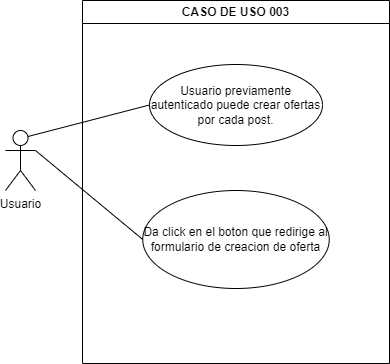 CASO DE USO 003
Usuario previamente
autenticado puede crear ofertas
por cada post.
Usuario
Da click en el boton que redirige al
formulario de creacion de oferta